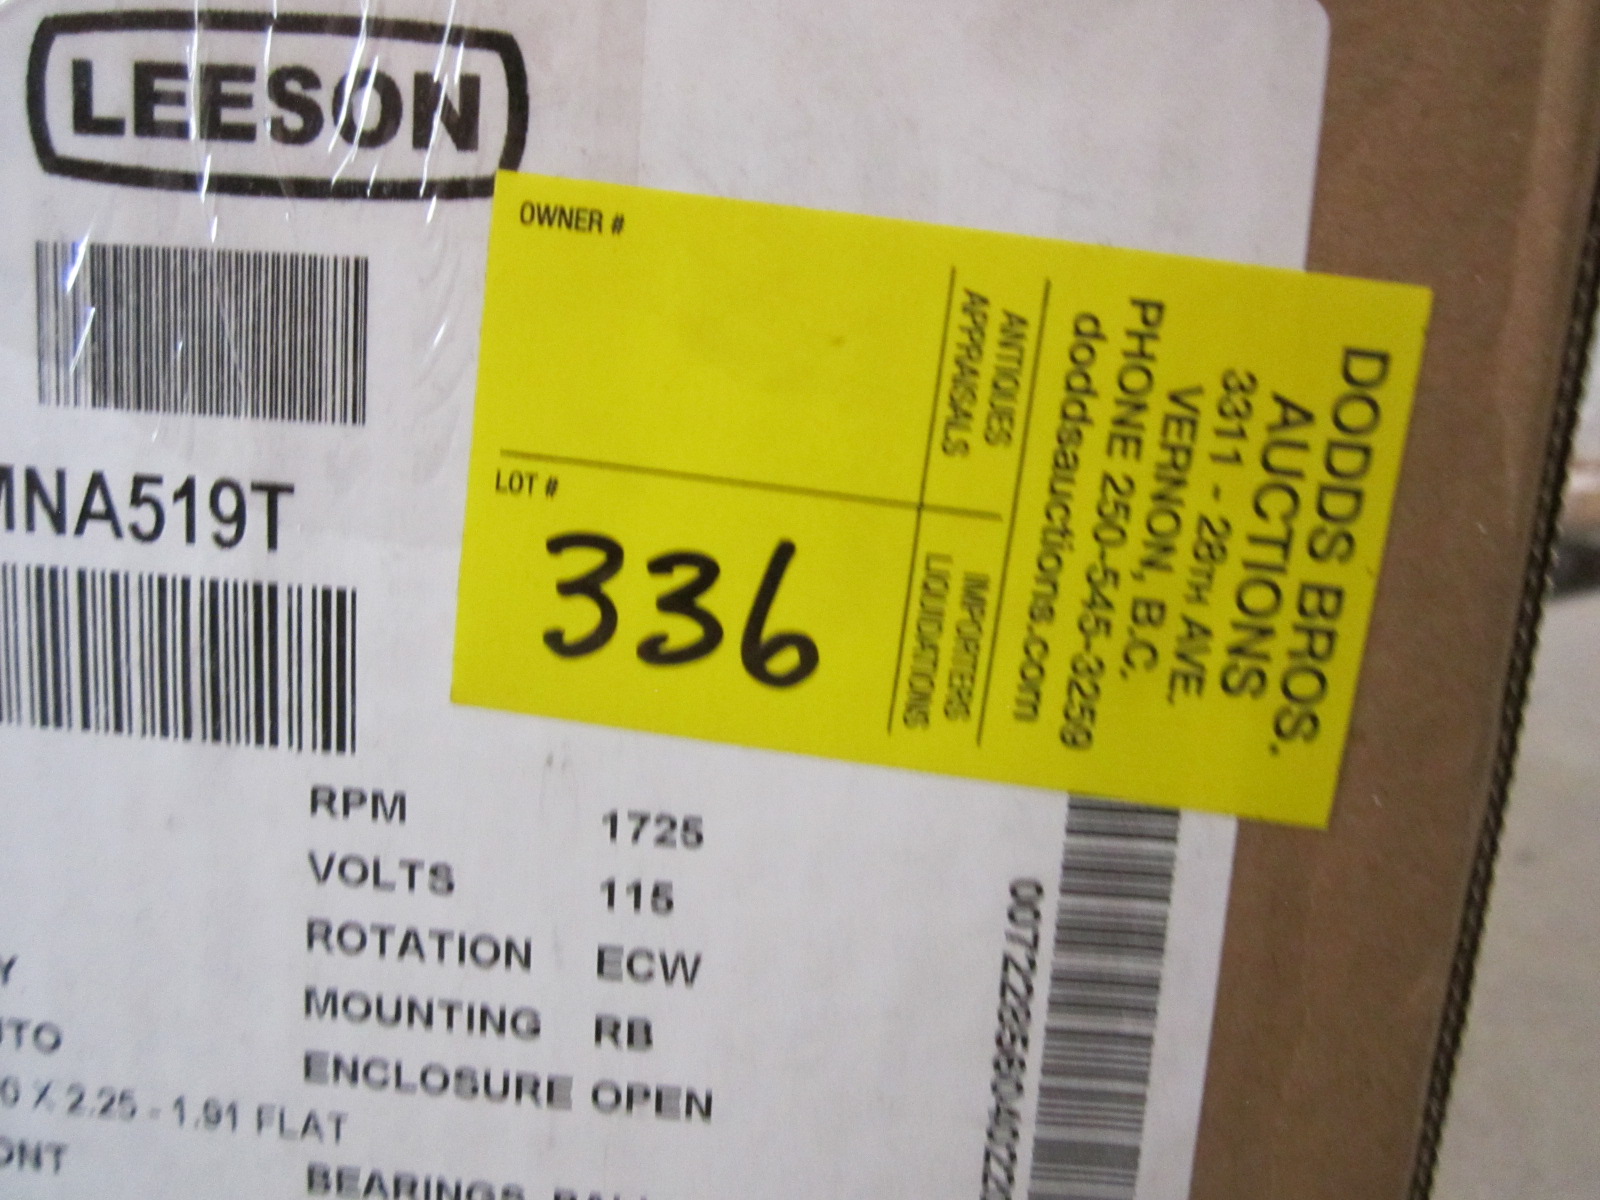 LEESON
MNA519T
OWNER #
LOT #
336
DODDS BROS.
AUCTIONS
3311 - 28TH AVE.
VERNON, B.C.
PHONE 250-545-3259
doddsauctions.com
ANTIQUES
APPRAISALS
IMPORTERS
LIQUIDATIONS
RPM 1725
VOLTS 115
ROTATION ECW
MOUNTING RB
ENCLOSURE OPEN
X 2.25 - 1.91 FLAT
BEARINGS